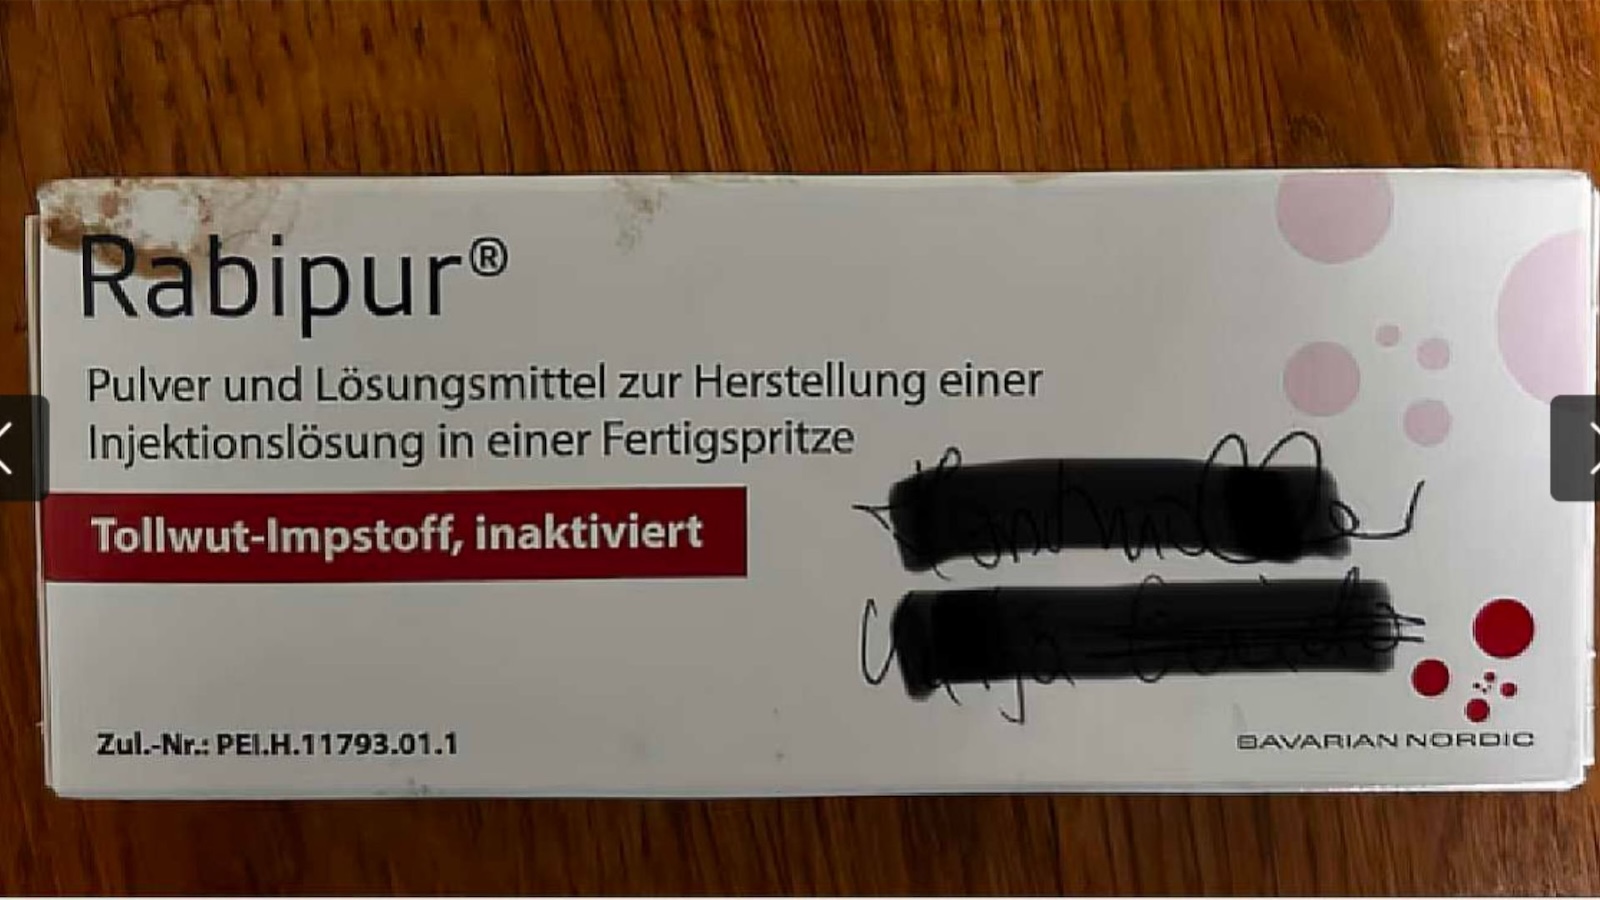 Rabipur®
Pulver und Lösungsmittel zur Herstellung einer
Injektionslösung in einer Fertigspritze
Tollwut-Impstoff, inaktiviert
Zul.-Nr.: PEI.H.11793.01.1
BAVARIAN NORDIC